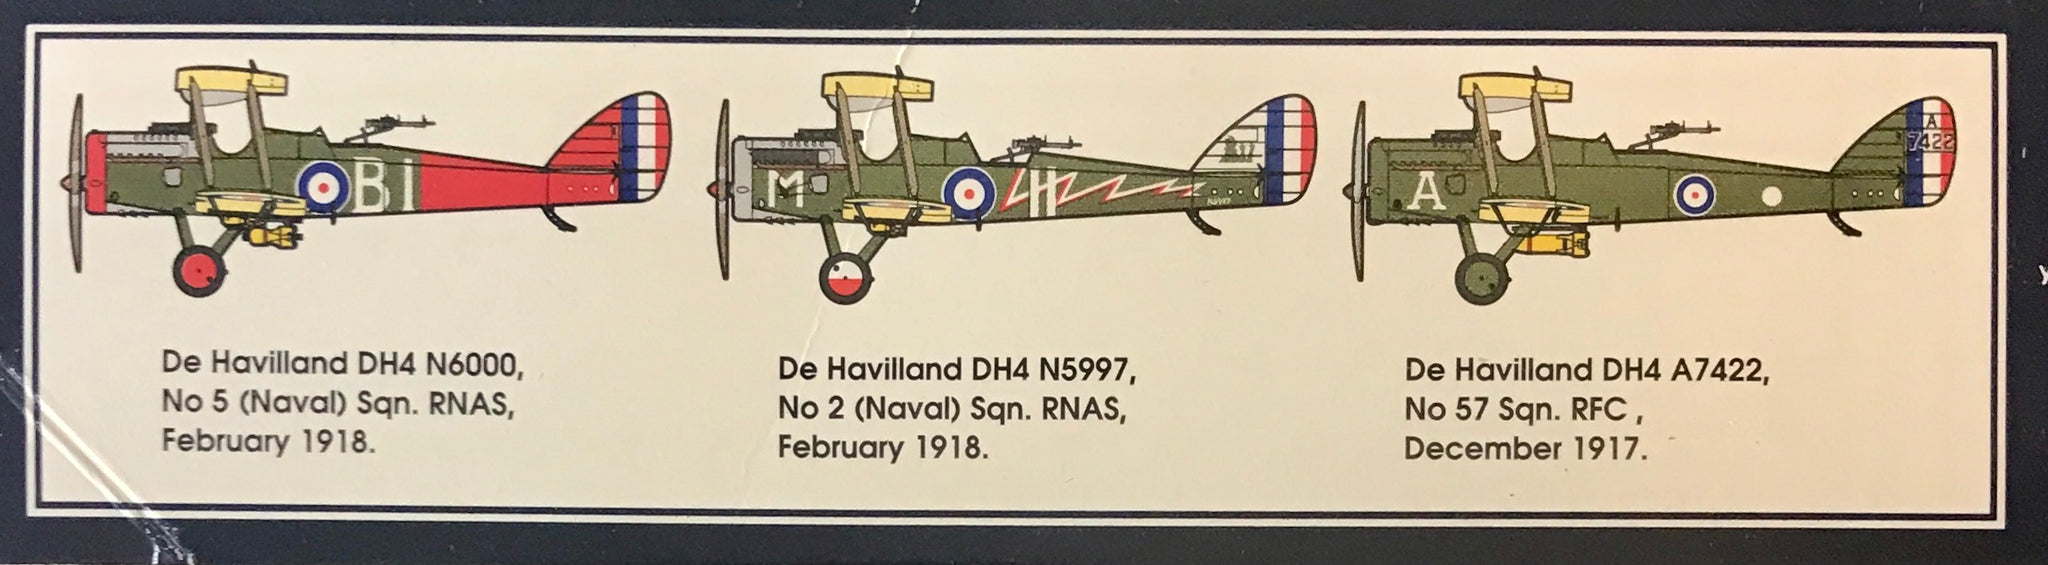 B1
M
H
N5997
A
A
7422
De Havilland DH4 N6000,
No 5 (Naval) Sqn. RNAS,
February 1918.
De Havilland DH4 N5997,
No 2 (Naval) Sqn. RNAS,
February 1918.
De Havilland DH4 A7422,
No 57 Sqn. RFC ,
December 1917.